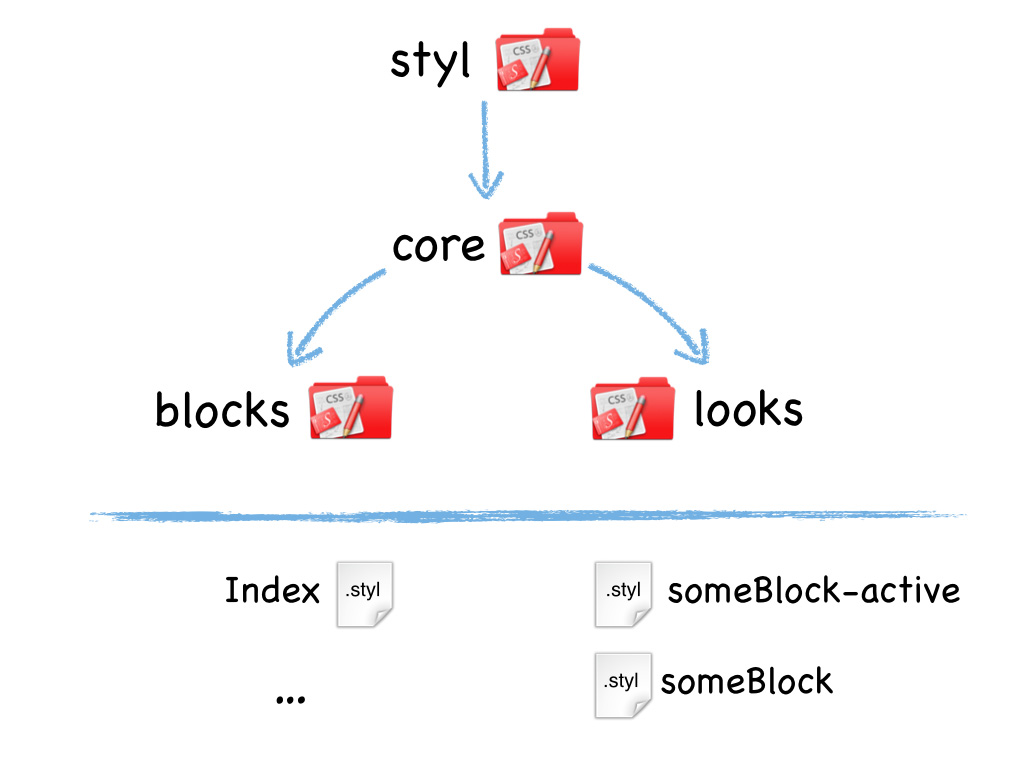 styl
CSS
S
core
CSS
S
blocks
CSS
S
CSS
S
looks
Index
.styl
.styl
someBlock-active
...
.styl
someBlock